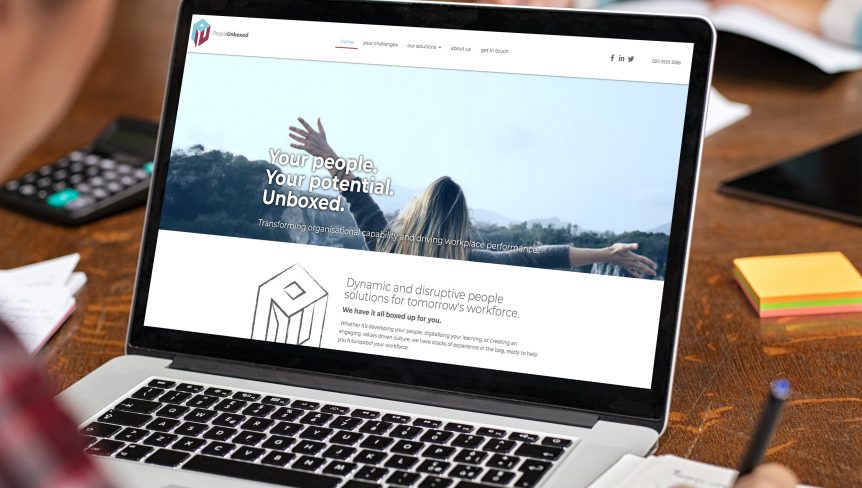 PeopleUnboxed
home your challenges our solutions about us get in touch
Your people.
Your potential.
Unboxed.
Transforming organisational capability and driving workplace performance.
Dynamic and disruptive people
solutions for tomorrow's workforce.
We have it all boxed up for you.
Whether it's developing your people, digitalising your learning, or creating an
engaging, values driven culture, we have stacks of experience in the bag, ready to help
you futureproof your workforce.